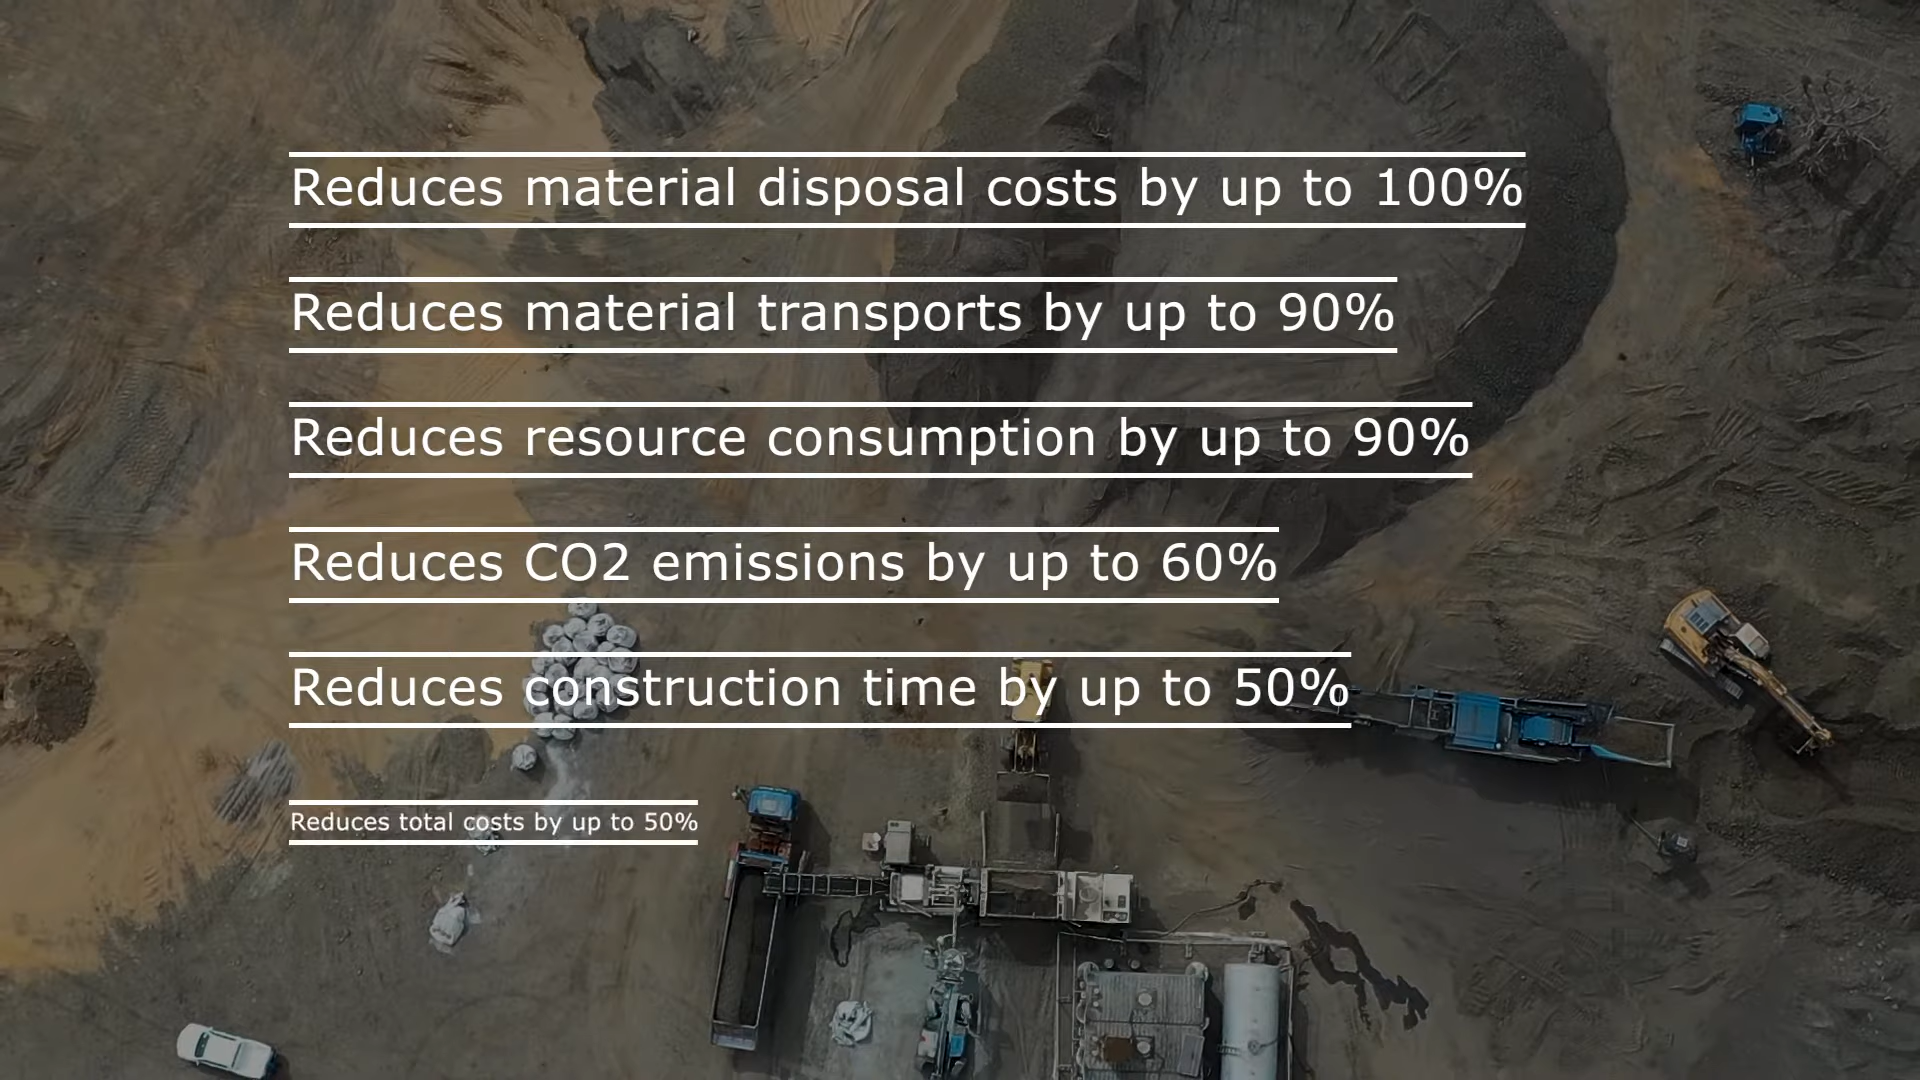 Reduces material disposal costs by up to 100%
Reduces material transports by up to 90%
Reduces resource consumption by up to 90%
Reduces CO2 emissions by up to 60%
Reduces construction time by up to 50%
Reduces total costs by up to 50%